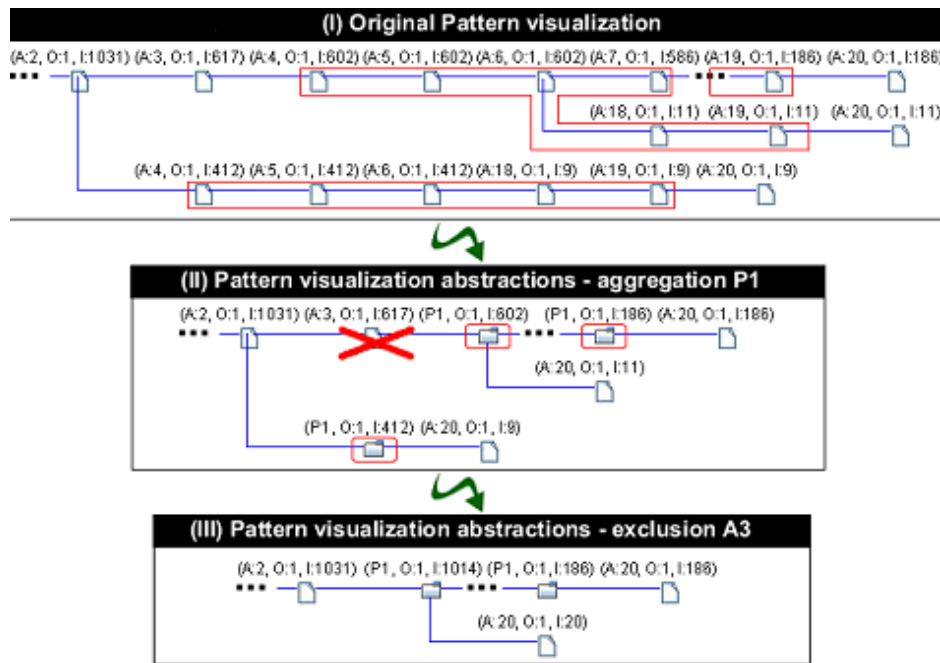 (I) Original Pattern visualization
(A:2, O:1, I:1031) (A:3, O:1, I:617) (A:4, O:1, I:602) (A:5, O:1, I:602) (A:6, O:1, I:602) (A:7, O:1, I:586) (A:19, O:1, I:186) (A:20, O:1, I:186)
(A:18, O:1, I:11) (A:19, O:1, I:11) (A:20, O:1, I:11)
(A:4, O:1, I:412) (A:5, O:1, I:412) (A:6, O:1, I:412) (A:18, O:1, I:9) (A:19, O:1, I:9) (A:20, O:1, I:9)
(II) Pattern visualization abstractions - aggregation P1
(A:2, O:1, I:1031) (A:3, O:1, I:617) (P1, O:1, I:602) (P1, O:1, I:186) (A:20, O:1, I:186)
(A:20, O:1, I:11)
(P1, O:1, I:412) (A:20, O:1, I:9)
(III) Pattern visualization abstractions - exclusion A3
(A:2, O:1, I:1031) (P1, O:1, I:1014) (P1, O:1, I:186) (A:20, O:1, I:186)
(A:20, O:1, I:20)